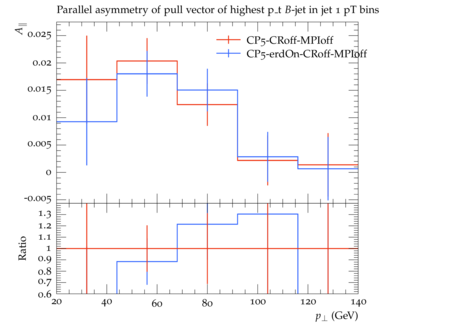 Parallel asymmetry of pull vector of highest p_t B-jet in jet 1 pT bins
A∥
CP5-CRoff-MPIoff
CP5-erdOn-CRoff-MPIoff
0.025
0.02
0.015
0.01
0.005
0
-0.005
Ratio
1.3
1.2
1.1
1
0.9
0.8
0.7
0.6
20 40 60 80 100 120 140
p⊥ (GeV)